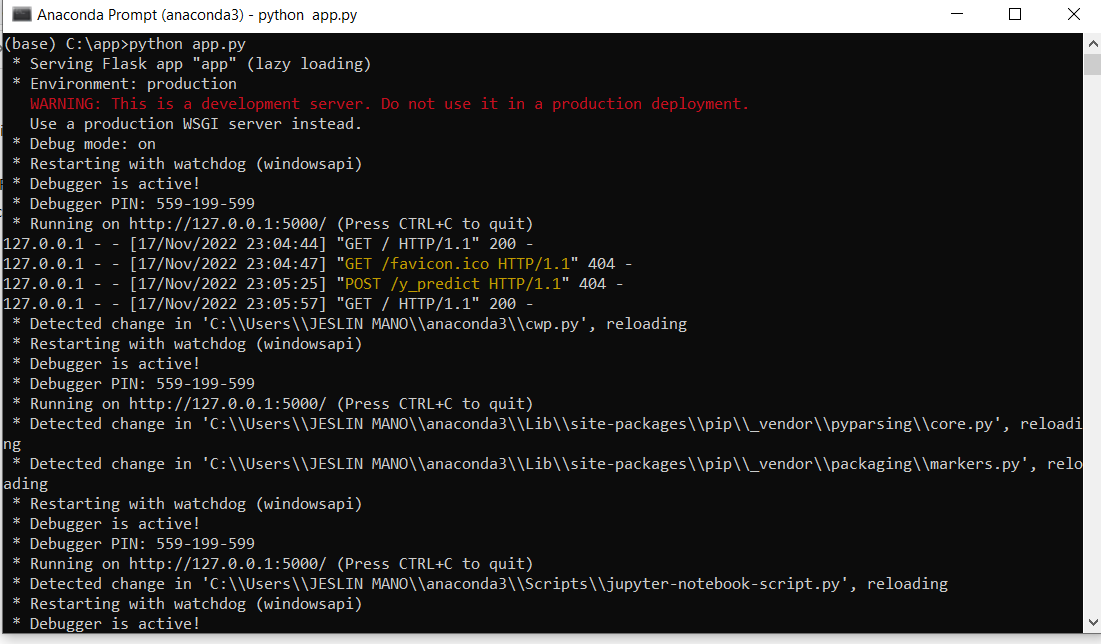 Anaconda Prompt (anaconda3) - python  app.py
(base) C:\app>python app.py
 * Serving Flask app "app" (lazy loading)
 * Environment: production
   WARNING: This is a development server. Do not use it in a production deployment.
   Use a production WSGI server instead.
 * Debug mode: on
 * Restarting with watchdog (windowsapi)
 * Debugger is active!
 * Debugger PIN: 559-199-599
 * Running on http://127.0.0.1:5000/ (Press CTRL+C to quit)
127.0.0.1 - - [17/Nov/2022 23:04:44] "GET / HTTP/1.1" 200 -
127.0.0.1 - - [17/Nov/2022 23:04:47] "GET /favicon.ico HTTP/1.1" 404 -
127.0.0.1 - - [17/Nov/2022 23:05:25] "POST /y_predict HTTP/1.1" 404 -
127.0.0.1 - - [17/Nov/2022 23:05:57] "GET / HTTP/1.1" 200 -
 * Detected change in 'C:\\Users\\JESLIN MANO\\anaconda3\\cwp.py', reloading
 * Restarting with watchdog (windowsapi)
 * Debugger is active!
 * Debugger PIN: 559-199-599
 * Running on http://127.0.0.1:5000/ (Press CTRL+C to quit)
 * Detected change in 'C:\\Users\\JESLIN MANO\\anaconda3\\Lib\\site-packages\\pip\\_vendor\\pyparsing\\core.py', reloadi
ng
 * Detected change in 'C:\\Users\\JESLIN MANO\\anaconda3\\Lib\\site-packages\\pip\\_vendor\\packaging\\markers.py', relo
ading
 * Restarting with watchdog (windowsapi)
 * Debugger is active!
 * Debugger PIN: 559-199-599
 * Running on http://127.0.0.1:5000/ (Press CTRL+C to quit)
 * Detected change in 'C:\\Users\\JESLIN MANO\\anaconda3\\Scripts\\jupyter-notebook-script.py', reloading
 * Restarting with watchdog (windowsapi)
 * Debugger is active!